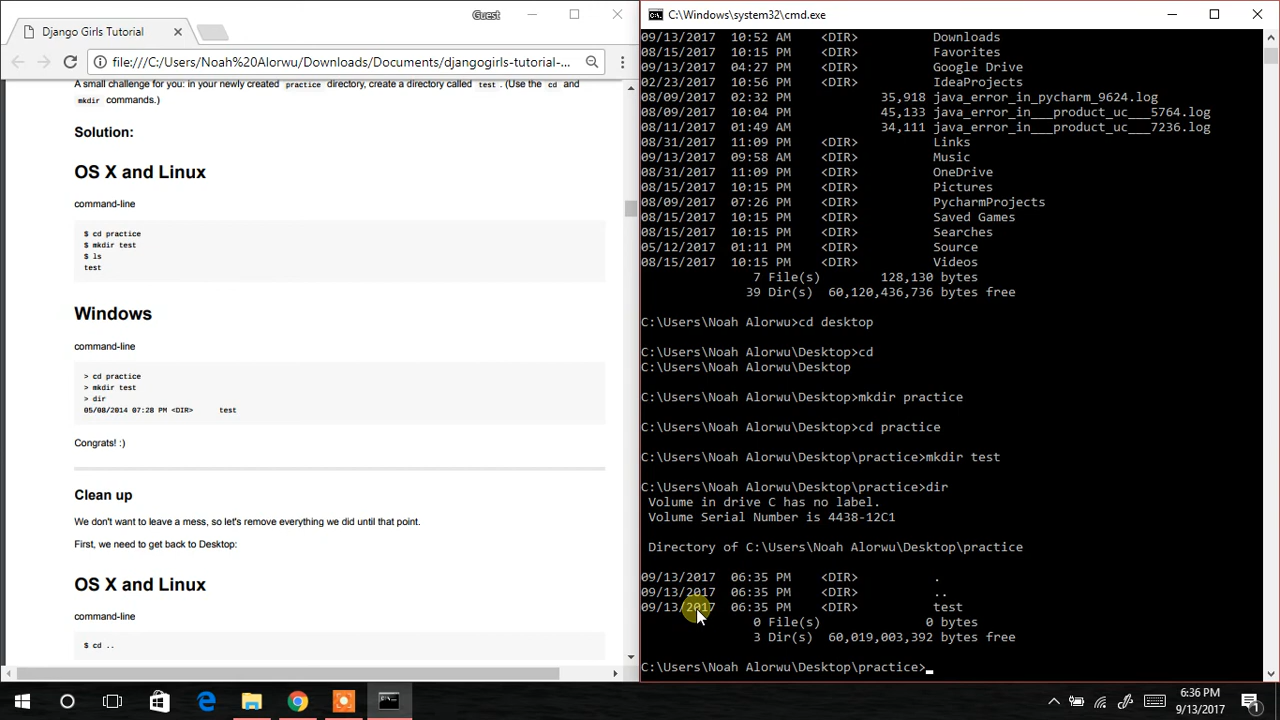 Django Girls Tutorial
Guest
file:///C:/Users/Noah%20Alorwu/Downloads/Documents/djangogirls-tutorial-...
A small challenge for you: in your newly created practice directory, create a directory called test . (Use the cd and
mkdir commands.)
Solution:
OS X and Linux
command-line
$ cd practice
$ mkdir test
$ ls
test
Windows
command-line
> cd practice
> mkdir test
> dir
05/08/2014 07:28 PM <DIR> test
Congrats! :)
Clean up
We don't want to leave a mess, so let's remove everything we did until that point.
First, we need to get back to Desktop:
OS X and Linux
command-line
$ cd ..
C:\Windows\system32\cmd.exe
09/13/2017 10:52 AM <DIR> Downloads
08/15/2017 10:15 PM <DIR> Favorites
09/13/2017 04:27 PM <DIR> Google Drive
02/23/2017 10:56 PM <DIR> IdeaProjects
08/09/2017 02:32 PM 35,918 java_error_in_pycharm_9624.log
08/09/2017 10:04 PM 45,133 java_error_in___product_uc___5764.log
08/11/2017 01:49 AM 34,111 java_error_in___product_uc___7236.log
08/31/2017 11:09 PM <DIR> Links
09/13/2017 09:58 AM <DIR> Music
08/31/2017 11:09 PM <DIR> OneDrive
08/15/2017 10:15 PM <DIR> Pictures
08/09/2017 07:26 PM <DIR> PycharmProjects
08/15/2017 10:15 PM <DIR> Saved Games
08/15/2017 10:15 PM <DIR> Searches
05/12/2017 01:11 PM <DIR> Source
08/15/2017 10:15 PM <DIR> Videos
7 File(s) 128,130 bytes
39 Dir(s) 60,120,436,736 bytes free
C:\Users\Noah Alorwu>cd desktop
C:\Users\Noah Alorwu\Desktop>cd
C:\Users\Noah Alorwu\Desktop
C:\Users\Noah Alorwu\Desktop>mkdir practice
C:\Users\Noah Alorwu\Desktop>cd practice
C:\Users\Noah Alorwu\Desktop\practice>mkdir test
C:\Users\Noah Alorwu\Desktop\practice>dir
Volume in drive C has no label.
Volume Serial Number is 4438-12C1
Directory of C:\Users\Noah Alorwu\Desktop\practice
09/13/2017 06:35 PM <DIR> .
09/13/2017 06:35 PM <DIR> ..
09/13/2017 06:35 PM <DIR> test
0 File(s) 0 bytes
3 Dir(s) 60,019,003,392 bytes free
C:\Users\Noah Alorwu\Desktop\practice>_
6:36 PM
9/13/2017
1